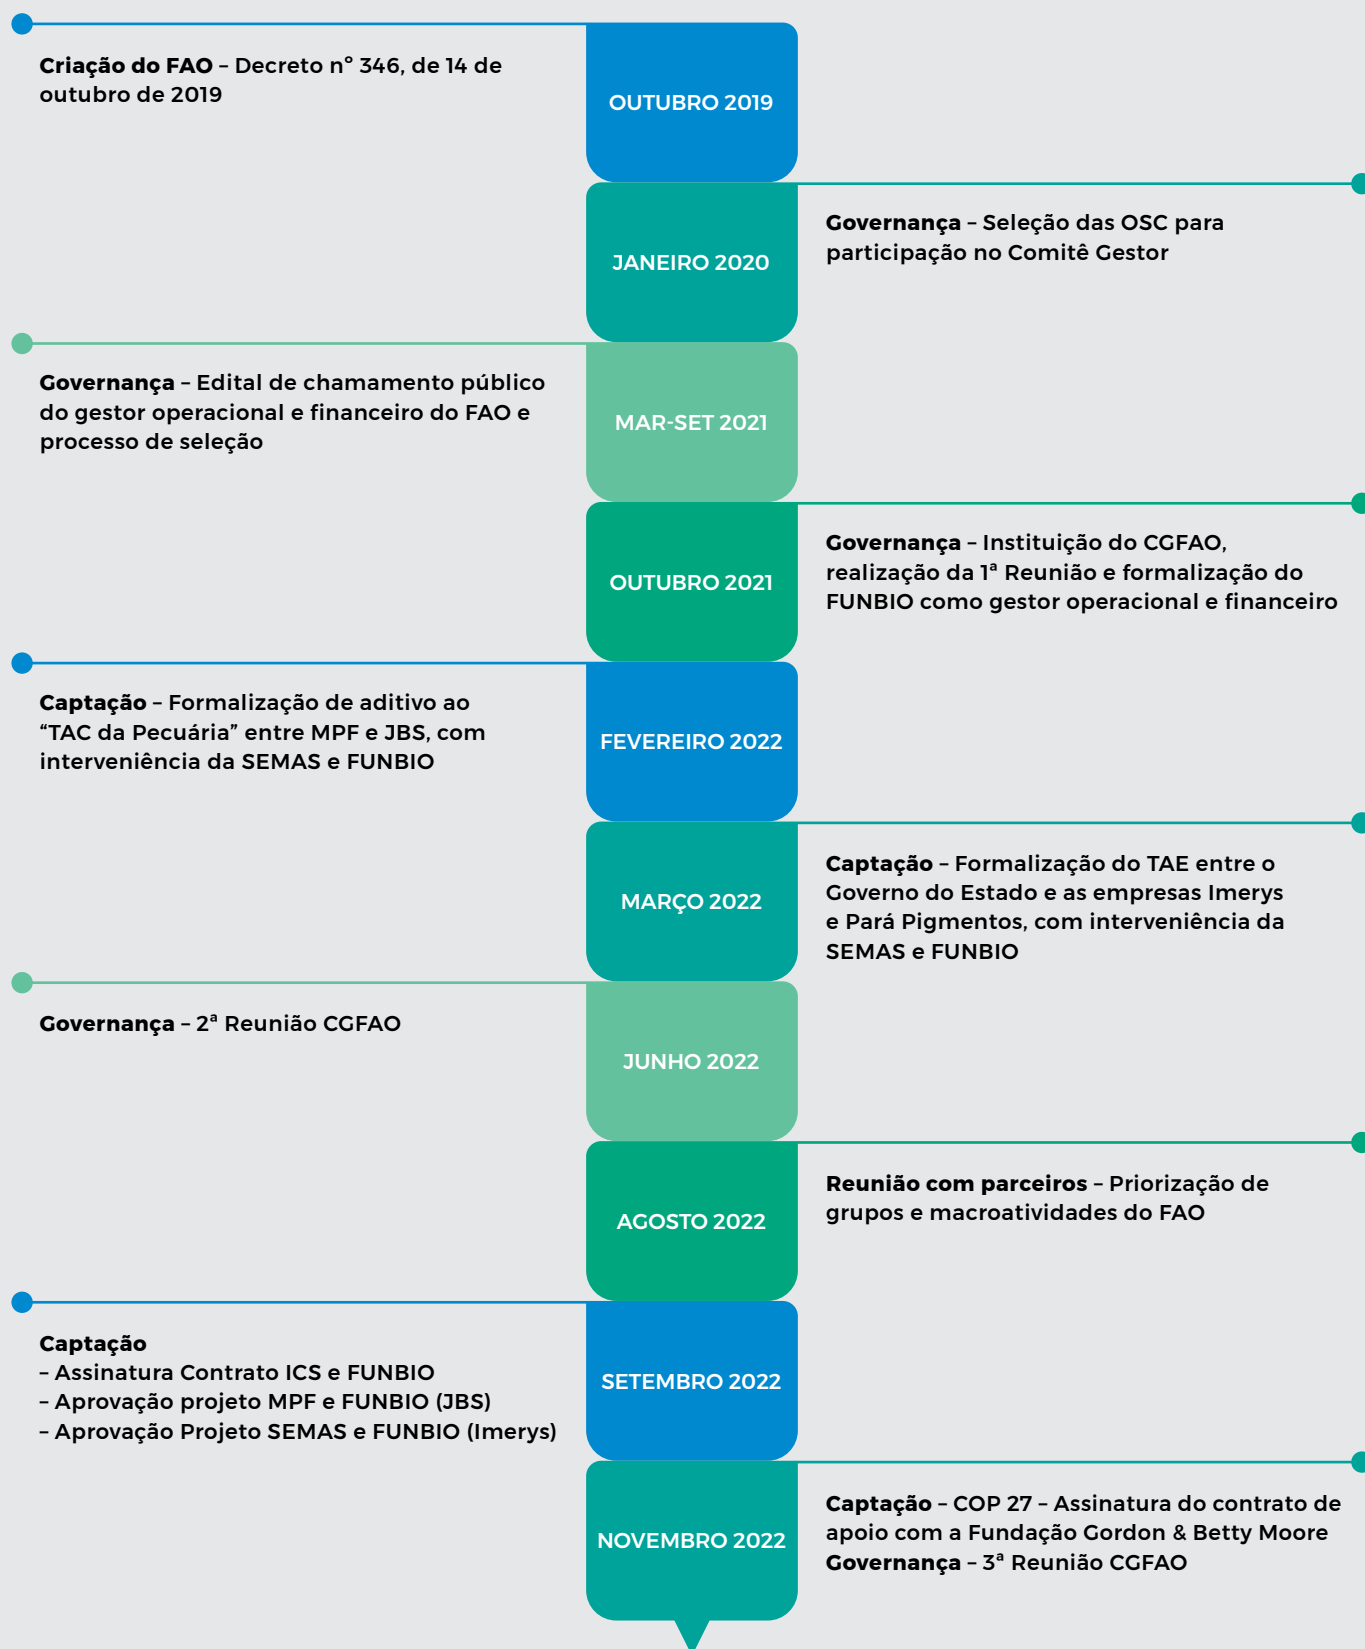 Criação do FAO – Decreto nº 346, de 14 de
outubro de 2019
OUTUBRO 2019
JANEIRO 2020
Governança – Seleção das OSC para
participação no Comitê Gestor
Governança – Edital de chamamento público
do gestor operacional e financeiro do FAO e
processo de seleção
MAR-SET 2021
OUTUBRO 2021
Governança – Instituição do CGFAO,
realização da 1ª Reunião e formalização do
FUNBIO como gestor operacional e financeiro
Captação – Formalização de aditivo ao
“TAC da Pecuária” entre MPF e JBS, com
interveniência da SEMAS e FUNBIO
FEVEREIRO 2022
MARÇO 2022
Captação – Formalização do TAE entre o
Governo do Estado e as empresas Imerys
e Pará Pigmentos, com interveniência da
SEMAS e FUNBIO
Governança – 2ª Reunião CGFAO
JUNHO 2022
AGOSTO 2022
Reunião com parceiros – Priorização de
grupos e macroatividades do FAO
Captação
– Assinatura Contrato ICS e FUNBIO
– Aprovação projeto MPF e FUNBIO (JBS)
– Aprovação Projeto SEMAS e FUNBIO (Imerys)
SETEMBRO 2022
NOVEMBRO 2022
Captação – COP 27 – Assinatura do contrato de
apoio com a Fundação Gordon & Betty Moore
Governança – 3ª Reunião CGFAO